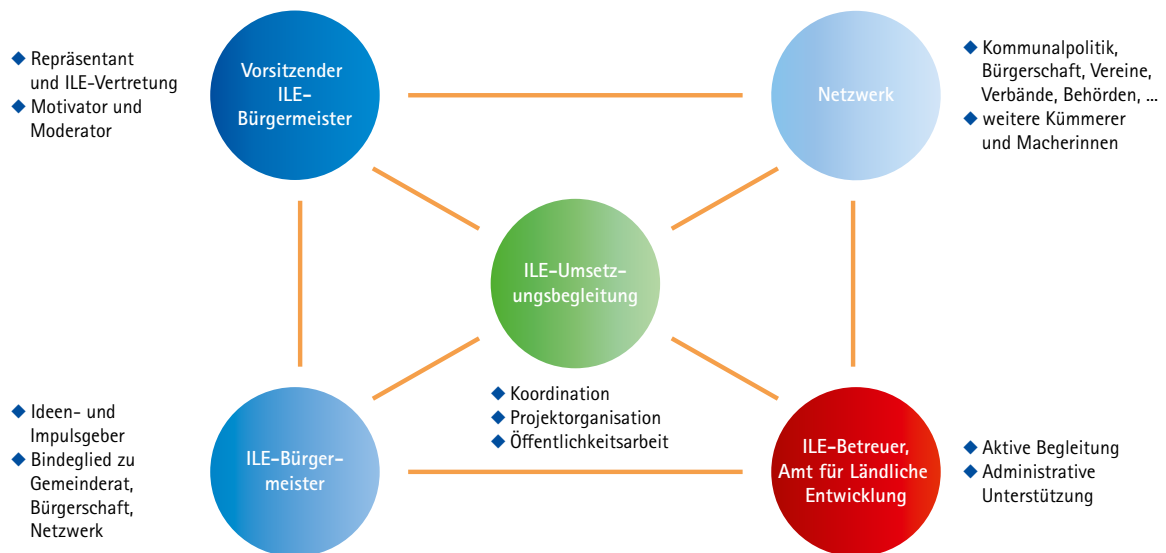 ◆ Repräsentant
und ILE-Vertretung
◆ Motivator und
Moderator
Vorsitzender
ILE-
Bürgermeister
Netzwerk
◆ Kommunalpolitik,
Bürgerschaft, Vereine,
Verbände, Behörden, ...
◆ weitere Kümmerer
und Macherinnen
ILE-Umsetz-
ungsbegleitung
◆ Koordination
◆ Projektorganisation
◆ Öffentlichkeitsarbeit
◆ Ideen- und
Impulsgeber
◆ Bindeglied zu
Gemeinderat,
Bürgerschaft,
Netzwerk
ILE-Bürger-
meister
ILE-Betreuer,
Amt für Ländliche
Entwicklung
◆ Aktive Begleitung
◆ Administrative
Unterstützung